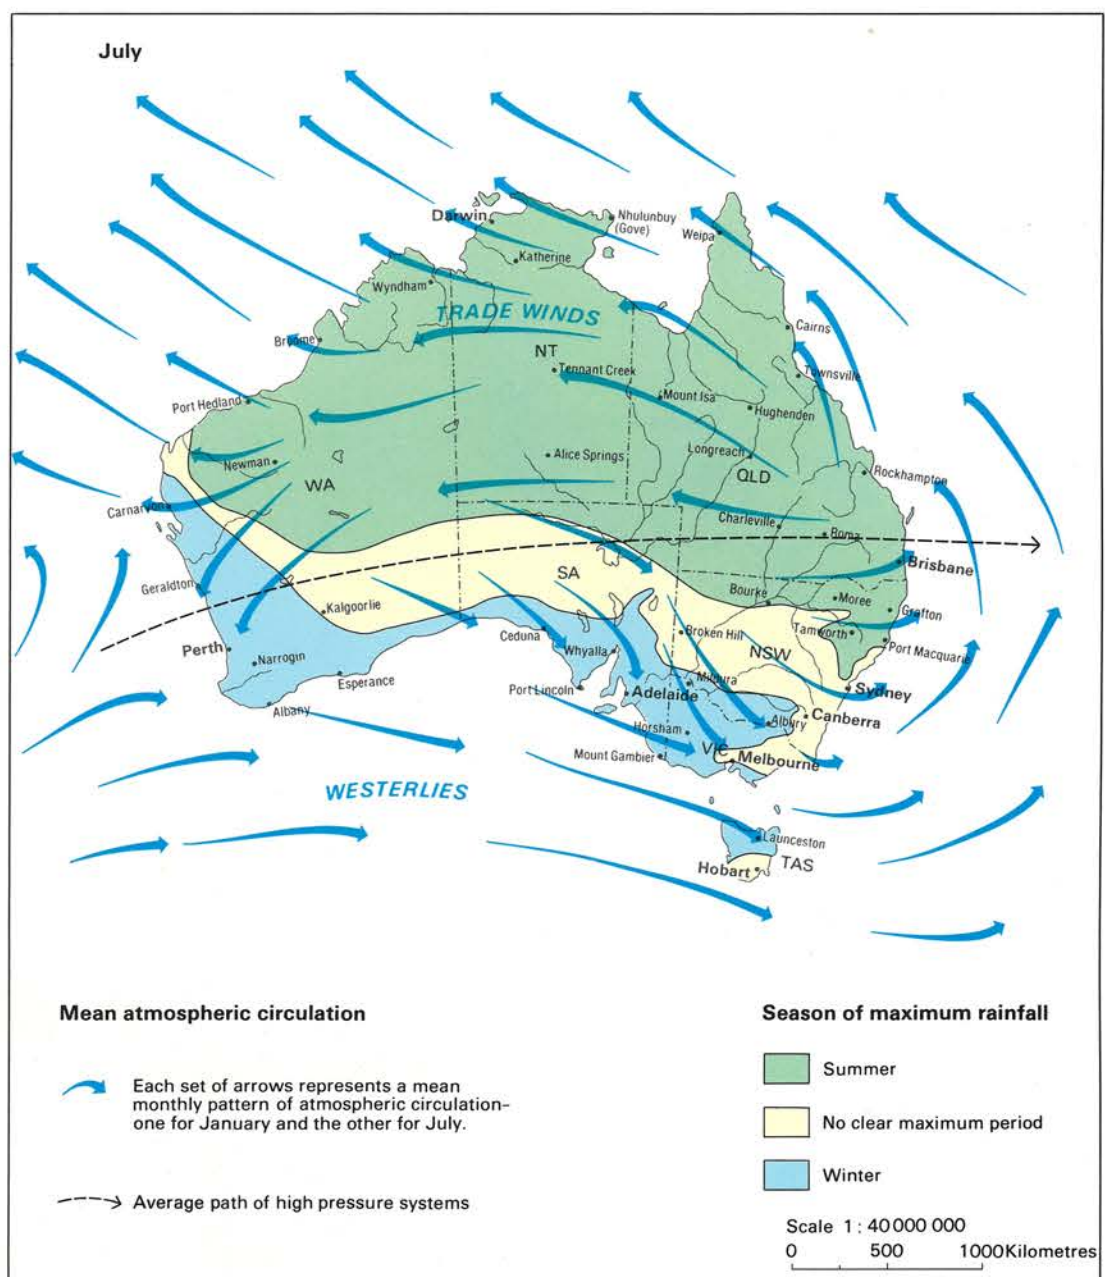 July
Darwin
Nhulunbuy
(Gove)
Weipa
Katherine
Wyndham
TRADE WINDS
Cairns
Broome
NT
Tennant Creek
Townsville
Port Hedland
Mount Isa
Hughenden
Newman
Alice Springs
Longreach
QLD
Rockhampton
WA
Carnarvon
Charleville
Roma
Brisbane
Geraldton
SA
Bourke
Moree
Grafton
Kalgoorlie
Ceduna
Broken Hill
Tamworth
Perth
Narrogin
Whyalla
NSW
Port Macquarie
Esperance
Port Lincoln
Adelaide
Mildura
Sydney
Albany
Horsham
Albury
Canberra
Mount Gambier
VIC
Melbourne
WESTERLIES
Launceston
Hobart
TAS
Mean atmospheric circulation
Each set of arrows represents a mean
monthly pattern of atmospheric circulation–
one for January and the other for July.
Average path of high pressure systems
Season of maximum rainfall
Summer
No clear maximum period
Winter
Scale 1 : 40 000 000
0 500 1000 Kilometres